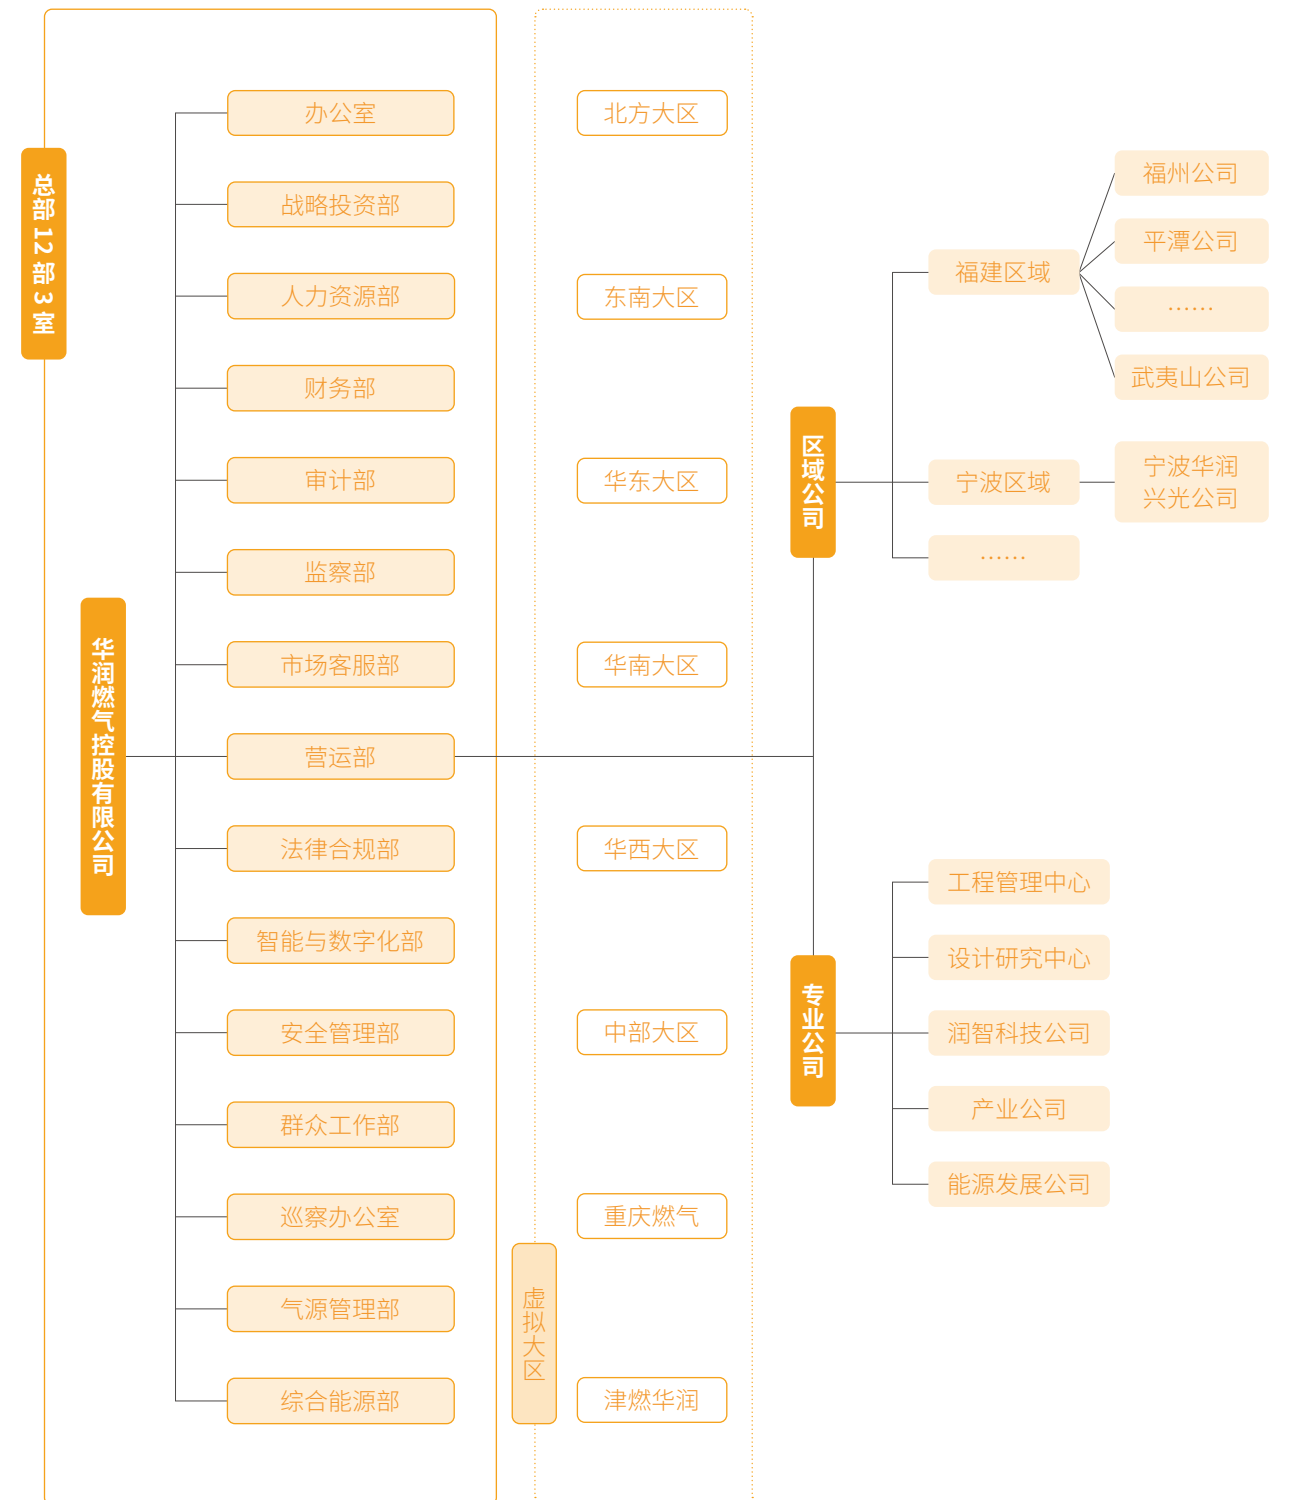 总部12部3室
华润燃气控股有限公司
办公室
战略投资部
人力资源部
财务部
审计部
监察部
市场客服部
营运部
法律合规部
智能与数字化部
安全管理部
群众工作部
巡察办公室
气源管理部
综合能源部
虚拟大区
北方大区
东南大区
华东大区
华南大区
华西大区
中部大区
重庆燃气
津燃华润
区域公司
福建区域
福州公司
平潭公司
……
武夷山公司
宁波区域
宁波华润
兴光公司
……
专业公司
工程管理中心
设计研究中心
润智科技公司
产业公司
能源发展公司